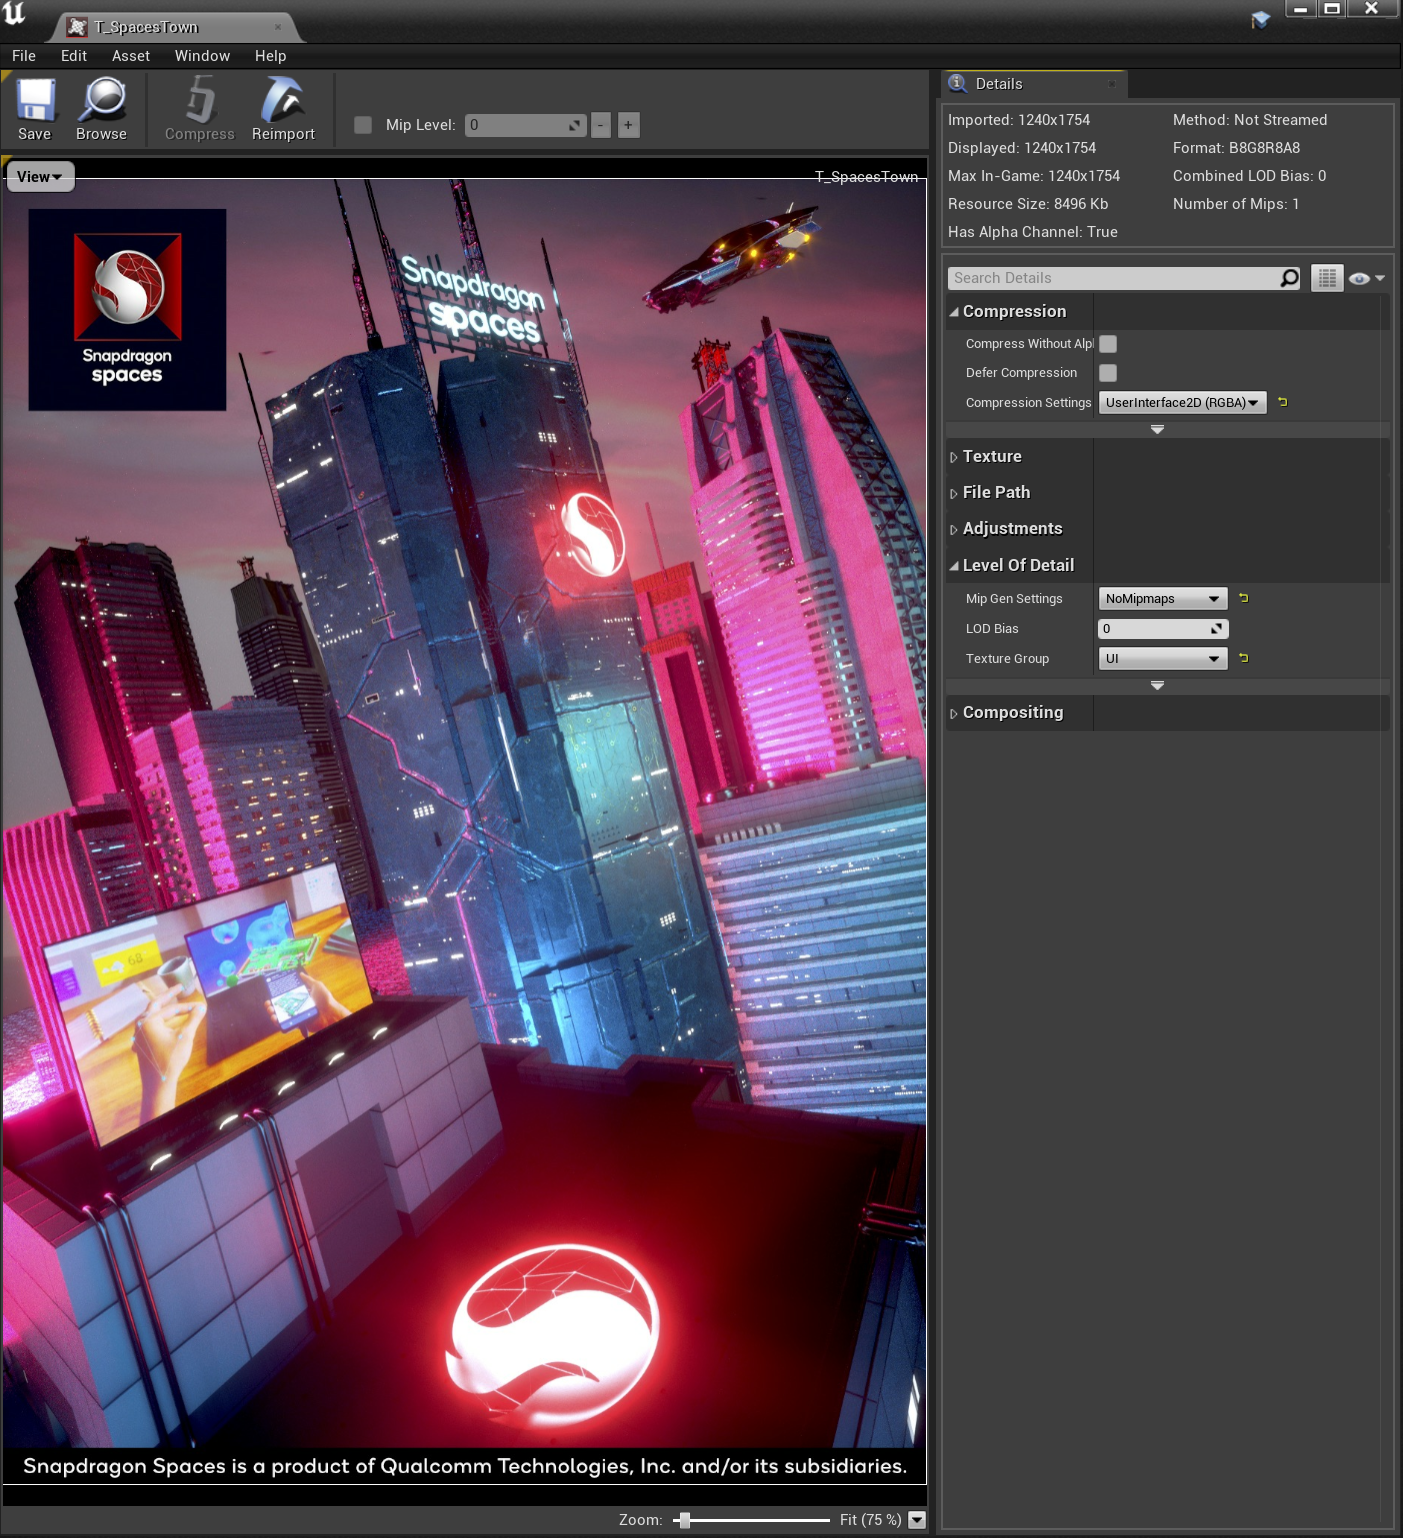 T_SpacesTown
File Edit Asset Window Help
Save Browse Compress Reimport Mip Level: 0 - +
View
T_SpacesTown
Snapdragon
spaces
Snapdragon
spaces
68
Snapdragon Spaces is a product of Qualcomm Technologies, Inc. and/or its subsidiaries.
Zoom: Fit (75 %)
Details
Imported: 1240x1754 Method: Not Streamed
Displayed: 1240x1754 Format: B8G8R8A8
Max In-Game: 1240x1754 Combined LOD Bias: 0
Resource Size: 8496 Kb Number of Mips: 1
Has Alpha Channel: True
Search Details
Compression
Compress Without Alp
Defer Compression
Compression Settings UserInterface2D (RGBA)
Texture
File Path
Adjustments
Level Of Detail
Mip Gen Settings NoMipmaps
LOD Bias 0
Texture Group UI
Compositing